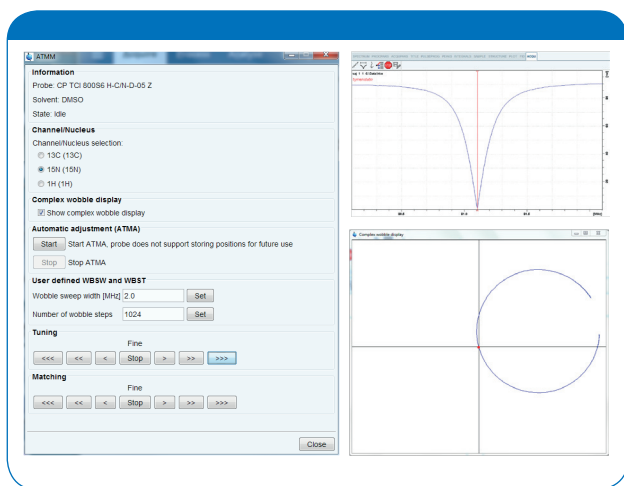 ATMM
Information
Probe: CP TCI 800S6 H-C/N-D-05 Z
Solvent: DMSO
State: Idle
Channel/Nucleus
Channel/Nucleus selection:
13C (13C)
15N (15N)
1H (1H)
Complex wobble display
Show complex wobble display
Automatic adjustment (ATMA)
Start Start ATMA, probe does not support storing positions for future use
Stop Stop ATMA
User defined WBSW and WBST
Wobble sweep width [MHz] 2.0 Set
Number of wobble steps 1024 Set
Tuning
Fine
<<< << < Stop > >> >>>
Matching
Fine
<<< << < Stop > >> >>>
Close
Complex wobble display